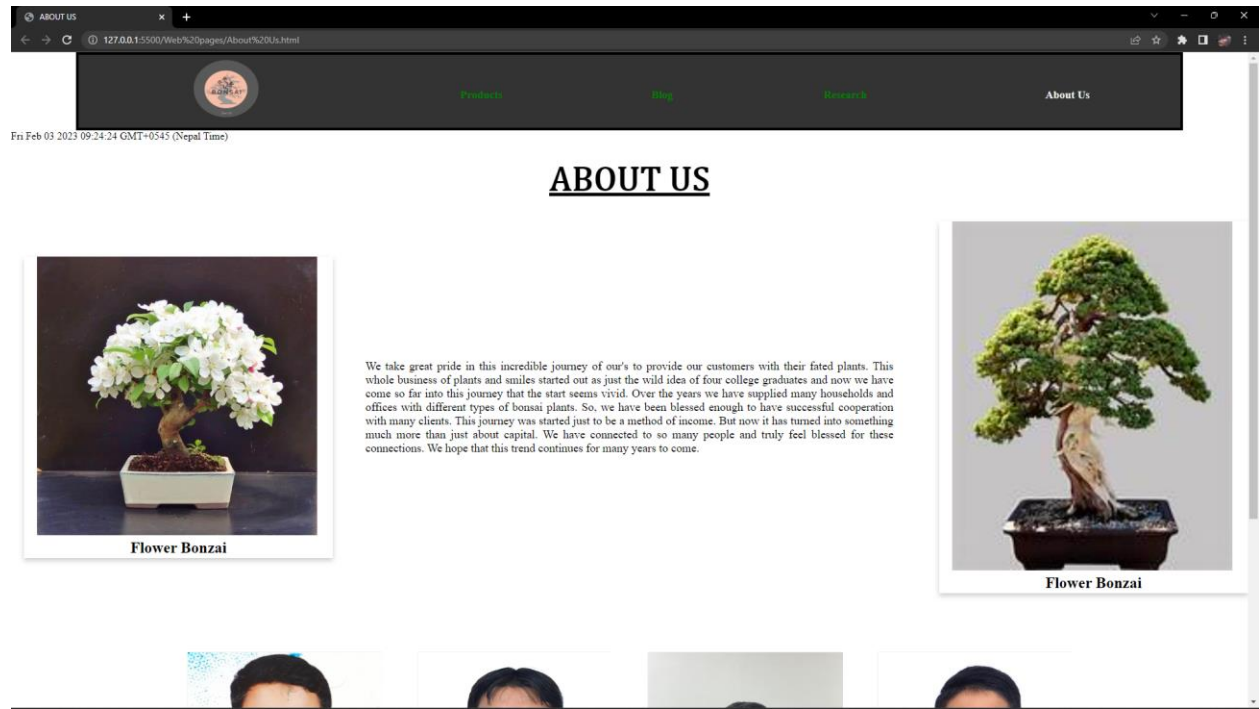 ABOUT US
127.0.0.1:5500/Web%20pages/About%20Us.html
BONSAI
Products Blog Research About Us
Fri Feb 03 2023 09:24:24 GMT+0545 (Nepal Time)
ABOUT US
We take great pride in this incredible journey of our's to provide our customers with their fated plants. This
whole business of plants and smiles started out as just the wild idea of four college graduates and now we have
come so far into this journey that the start seems vivid. Over the years we have supplied many households and
offices with different types of bonsai plants. So, we have been blessed enough to have successful cooperation
with many clients. This journey was started just to be a method of income. But now it has turned into something
much more than just about capital. We have connected to so many people and truly feel blessed for these
connections. We hope that this trend continues for many years to come.
Flower Bonzai
Flower Bonzai